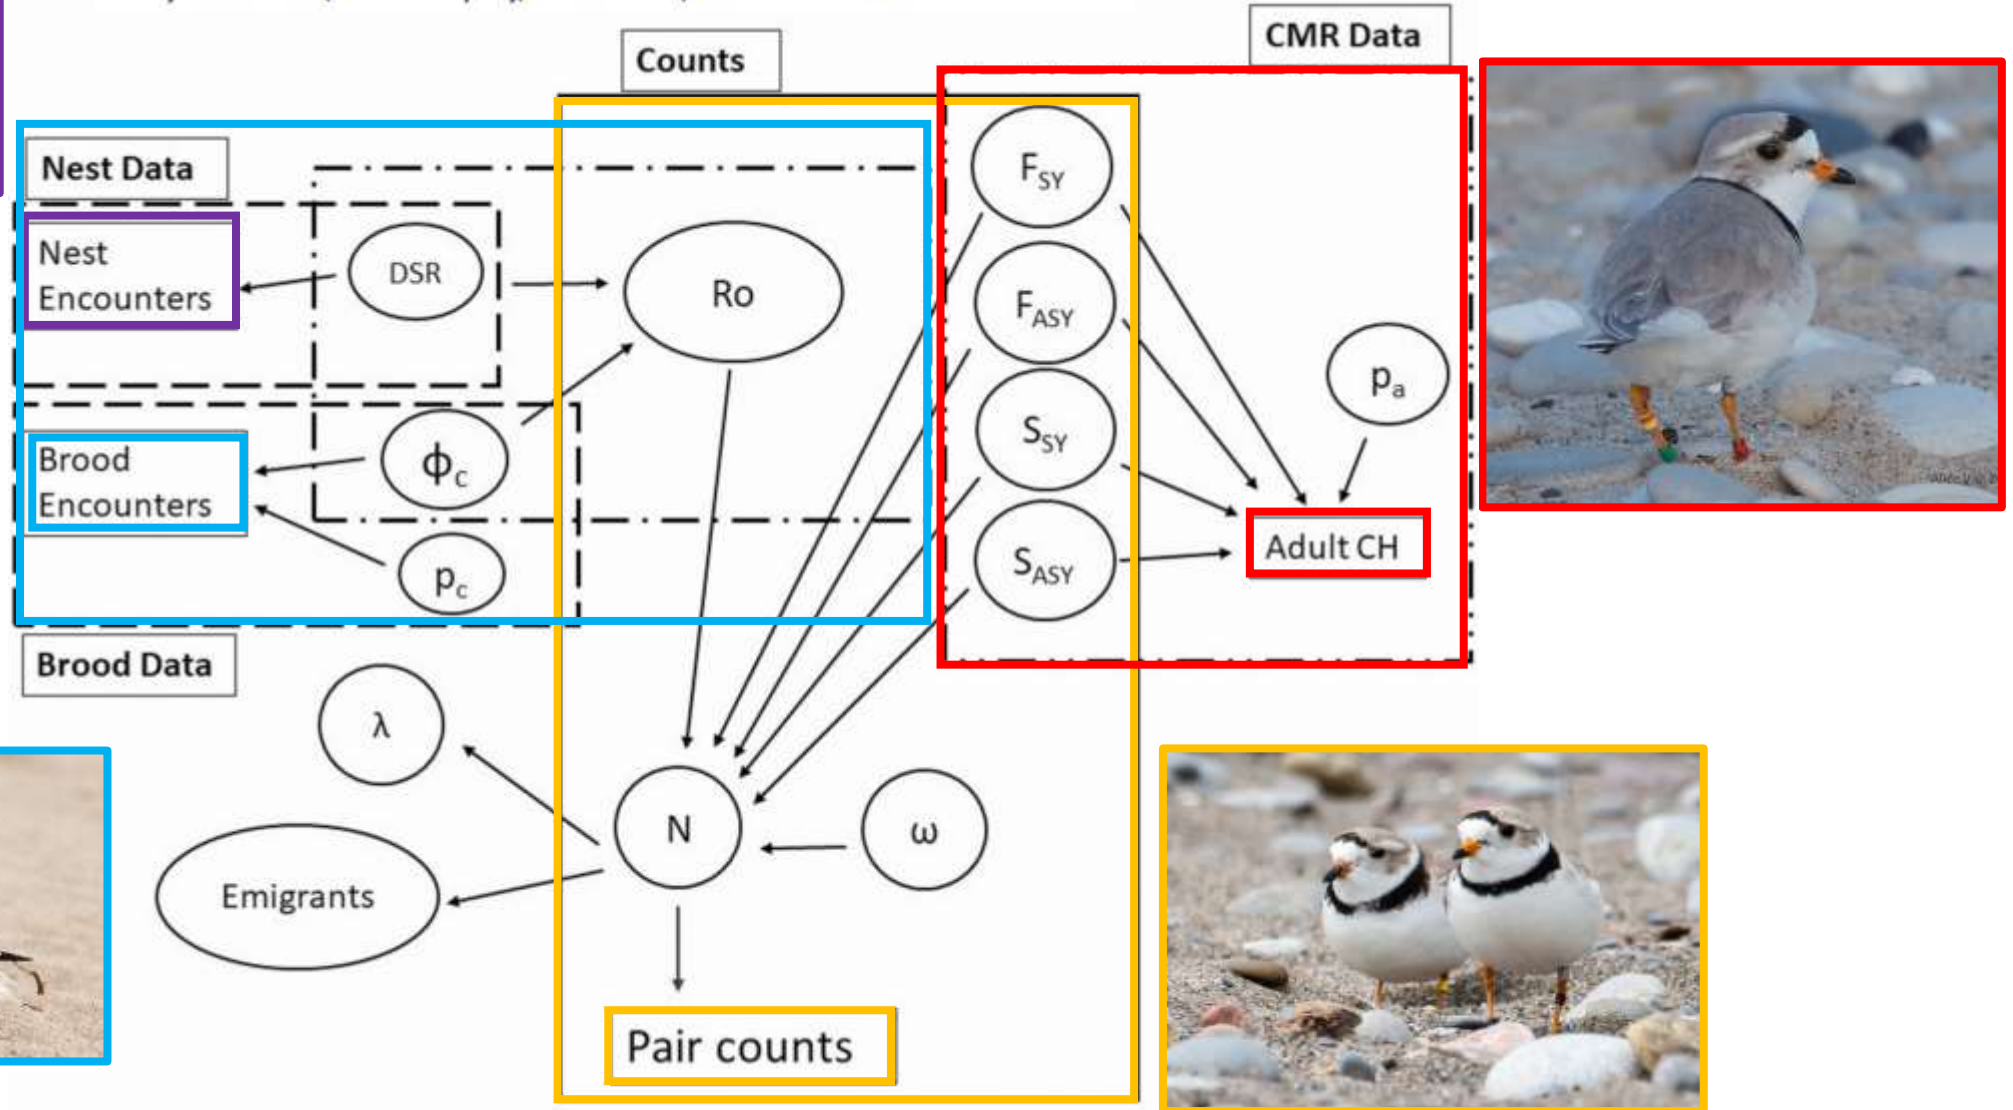 Counts
CMR Data
Nest Data
Nest
Encounters
DSR
Ro
F_SY
F_ASY
S_SY
S_ASY
p_a
Adult CH
Brood
Encounters
ϕ_c
p_c
Brood Data
λ
N
ω
Emigrants
Pair counts